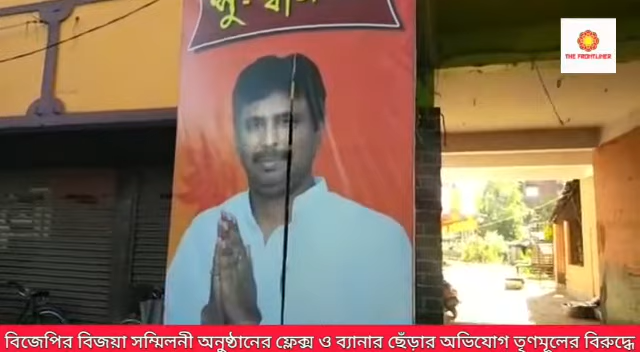 THE FRONTLINER
বিজেপির বিজয়া সম্মিলনী অনুষ্ঠানের ফ্লেক্স ও ব্যানার ছেঁড়ার অভিযোগ তৃণমূলের বিরুদ্ধে